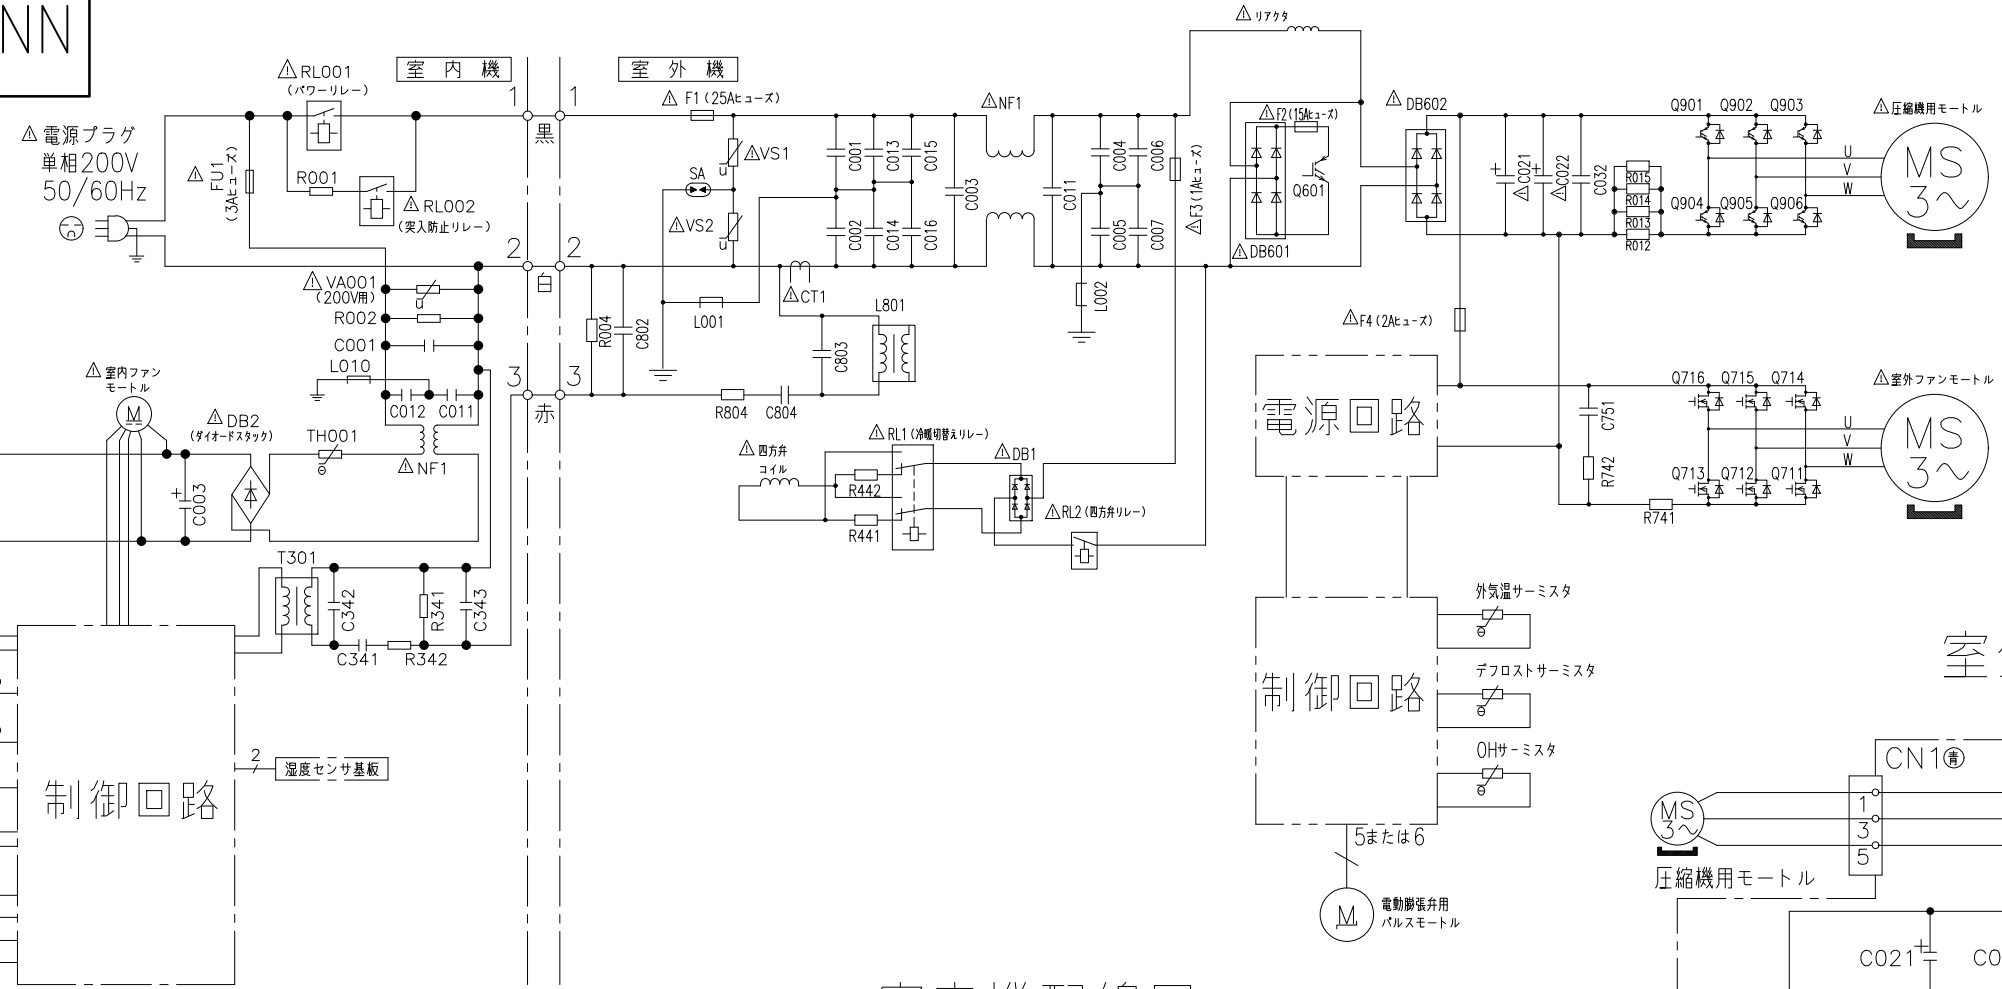 NN
室内機
室外機
リアクタ
RL001
(パワーリレー)
1
1
黒
F1(25Aヒューズ)
NF1
F2(15Aヒューズ)
DB602
Q901
Q902
Q903
圧縮機用モートル
電源プラグ
単相200V
50/60Hz
FU1
(3Aヒューズ)
R001
RL002
(突入防止リレー)
VS1
SA
VS2
C001
C013
C015
C002
C014
C016
C003
C011
C004
C006
C005
C007
F3(1Aヒューズ)
Q601
DB601
C021
C022
C032
R015
R014
R013
R012
Q904
Q905
Q906
U
V
W
MS
3~
2
2
白
VA001
(200V用)
R002
C001
L010
C012
C011
R004
C802
L001
CT1
L801
C803
L002
F4(2Aヒューズ)
室内ファン
モートル
M
DB2
(ダイオードスタック)
TH001
NF1
3
3
赤
R804
C804
電源回路
Q716
Q715
Q714
室外ファンモートル
C751
R742
Q713
Q712
Q711
R741
U
V
W
MS
3~
C003
四方弁
コイル
R442
R441
RL1(冷暖切替えリレー)
DB1
RL2(四方弁リレー)
T301
C342
R341
C343
C341
R342
制御回路
2
湿度センサ基板
制御回路
外気温サーミスタ
デフロストサーミスタ
OHサーミスタ
5または6
M
電動膨張弁用
パルスモートル
室
CN1青
1
3
5
MS
3~
圧縮機用モートル
C021
C0